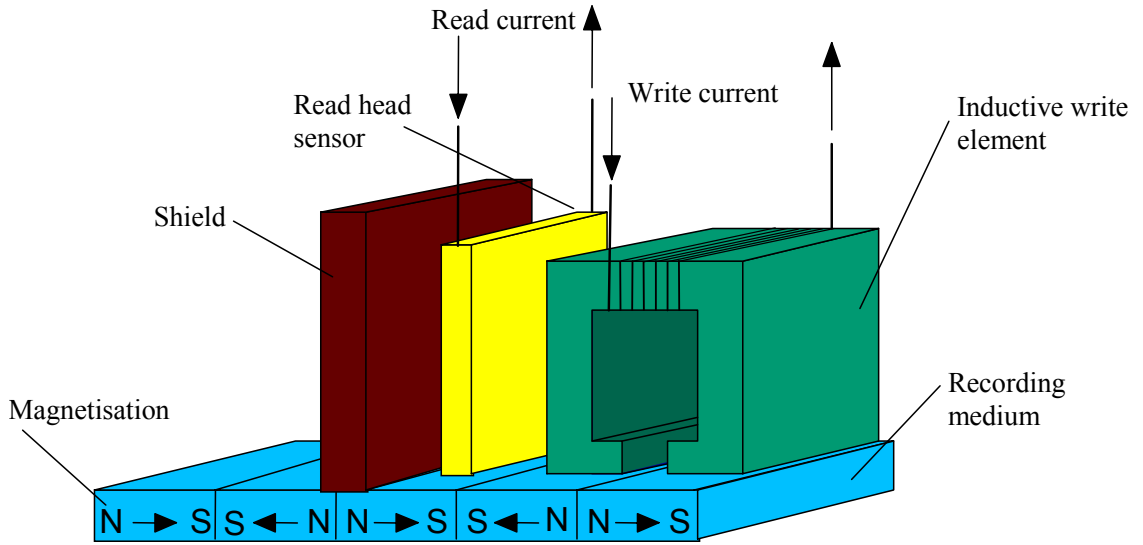 Read current
Write current
Read head
sensor
Inductive write
element
Shield
Recording
medium
Magnetisation
N S S N N S S N N S